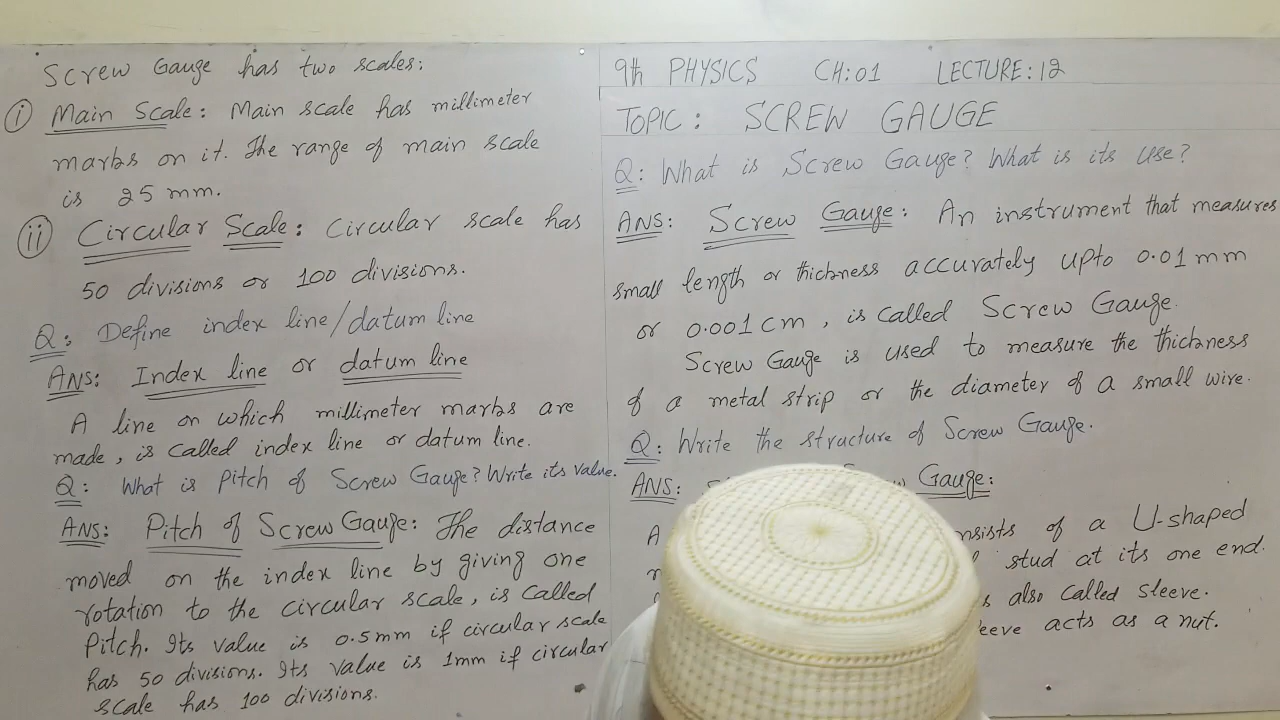 Screw Gauge has two scales:
(i) Main Scale: Main scale has millimeter
marks on it. The range of main scale
is 25 mm.
(ii) Circular Scale: Circular scale has
50 divisions or 100 divisions.
Q: Define index line/datum line
ANS: Index line or datum line
A line on which millimeter marks are
made, is called index line or datum line.
Q: What is Pitch of Screw Gauge? Write its value.
ANS: Pitch of Screw Gauge: The distance
moved on the index line by giving one
rotation to the circular scale, is called
Pitch. Its value is 0.5mm if circular scale
has 50 divisions. Its value is 1mm if circular
scale has 100 divisions.
9th PHYSICS CH:01 LECTURE:12
TOPIC: SCREW GAUGE
Q: What is Screw Gauge? What is its use?
ANS: Screw Gauge: An instrument that measures
small length or thickness accurately upto 0.01mm
or 0.001cm, is called Screw Gauge.
Screw Gauge is used to measure the thickness
of a metal strip or the diameter of a small wire.
Q: Write the structure of Screw Gauge.
ANS: Gauge:
A of a U-shaped
stud at its one end.
also called sleeve.
acts as a nut.